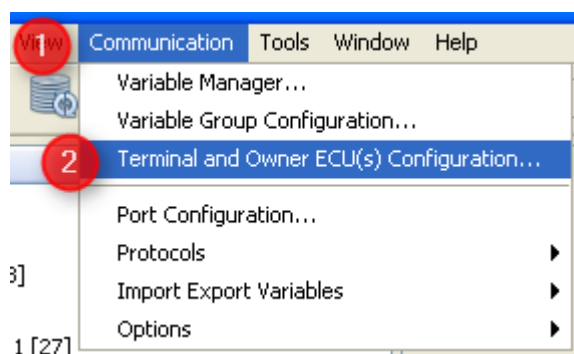 1
View Communication Tools Window Help
Variable Manager...
Variable Group Configuration...
2
Terminal and Owner ECU(s) Configuration...
Port Configuration...
Protocols
3]
Import Export Variables
Options
1 [27]